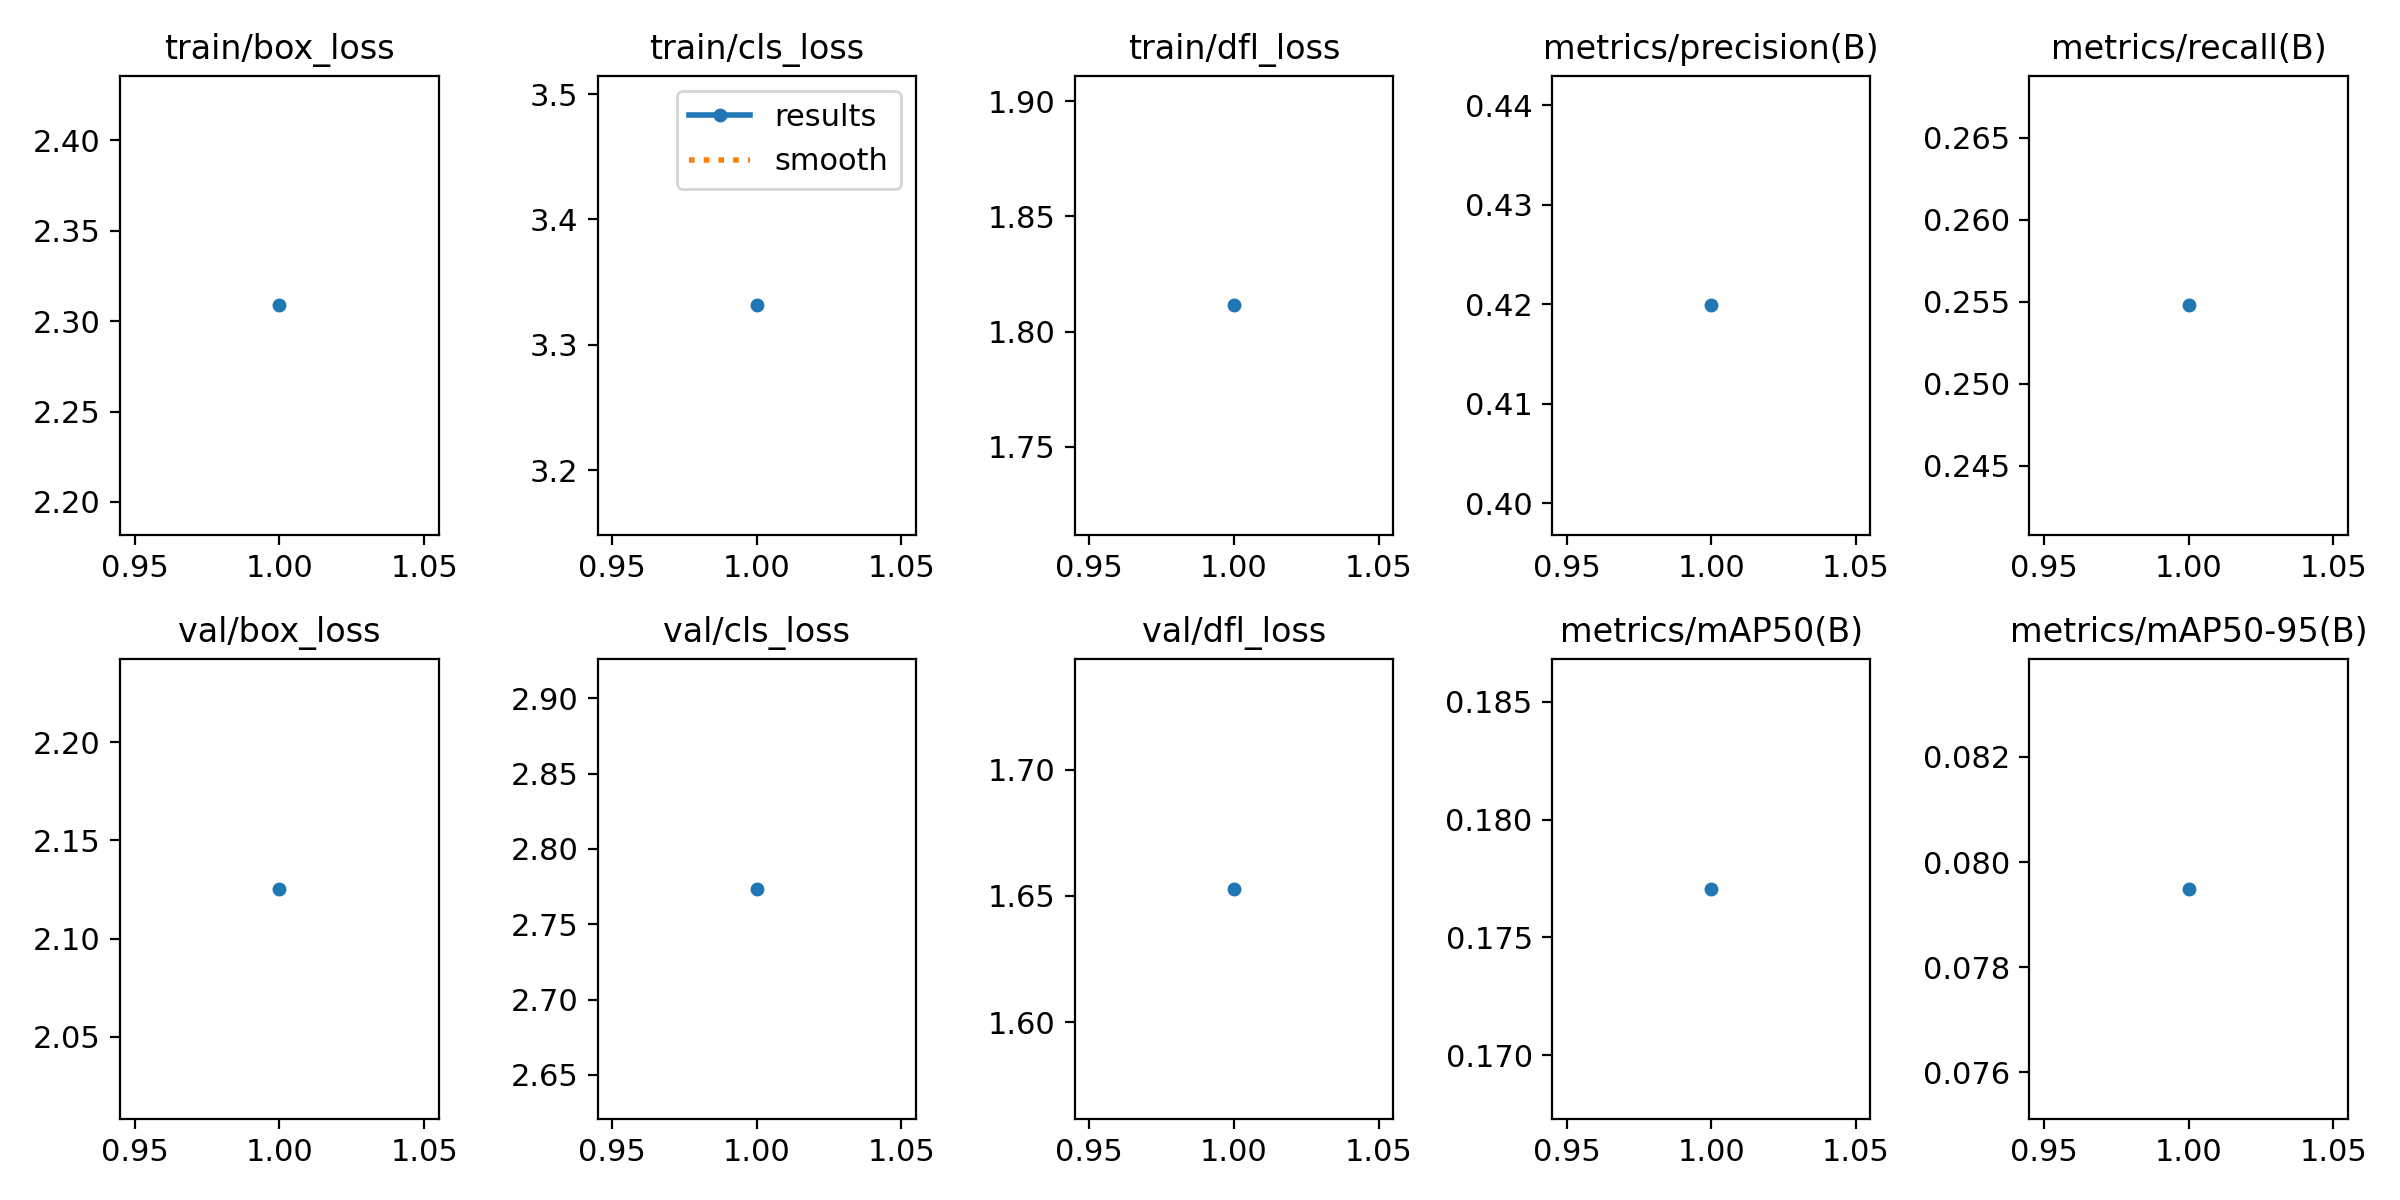 train/box_loss
2.40
2.35
2.30
2.25
2.20
0.95 1.00 1.05
train/cls_loss
results
smooth
3.5
3.4
3.3
3.2
0.95 1.00 1.05
train/dfl_loss
1.90
1.85
1.80
1.75
0.95 1.00 1.05
metrics/precision(B)
0.44
0.43
0.42
0.41
0.40
0.95 1.00 1.05
metrics/recall(B)
0.265
0.260
0.255
0.250
0.245
0.95 1.00 1.05
val/box_loss
2.20
2.15
2.10
2.05
0.95 1.00 1.05
val/cls_loss
2.90
2.85
2.80
2.75
2.70
2.65
0.95 1.00 1.05
val/dfl_loss
1.70
1.65
1.60
0.95 1.00 1.05
metrics/mAP50(B)
0.185
0.180
0.175
0.170
0.95 1.00 1.05
metrics/mAP50-95(B)
0.082
0.080
0.078
0.076
0.95 1.00 1.05